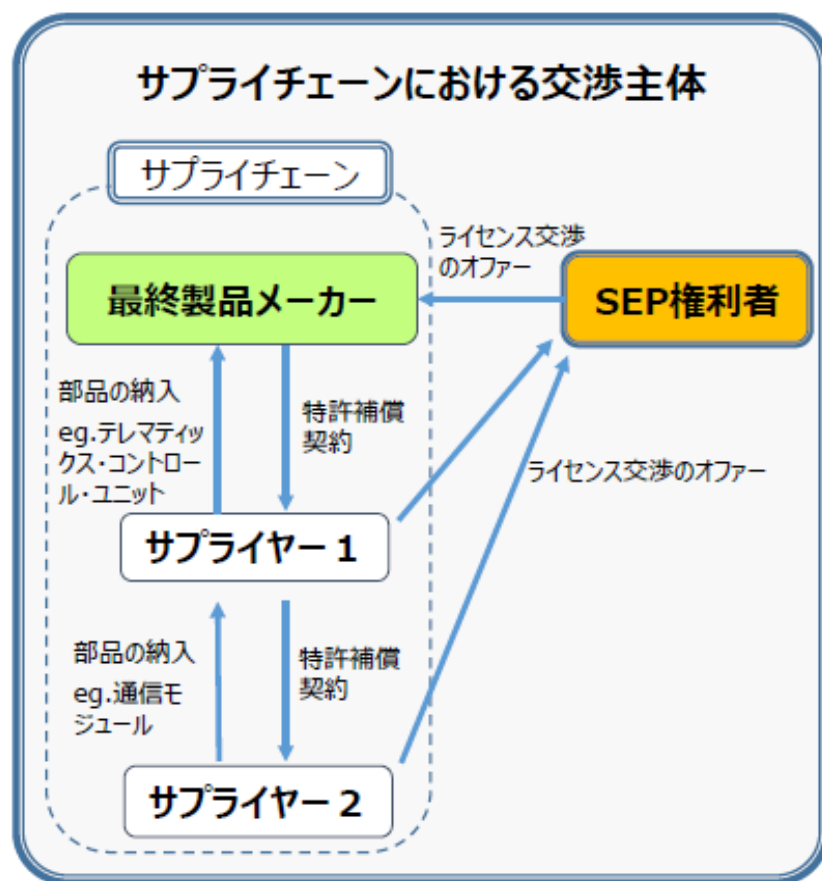 サプライチェーンにおける交渉主体
サプライチェーン
ライセンス交渉
のオファー
最終製品メーカー
SEP権利者
部品の納入
eg.テレマティッ
クス・コントロー
ル・ユニット
特許補償
契約
ライセンス交渉のオファー
サプライヤー1
部品の納入
eg.通信モ
ジュール
特許補償
契約
サプライヤー2